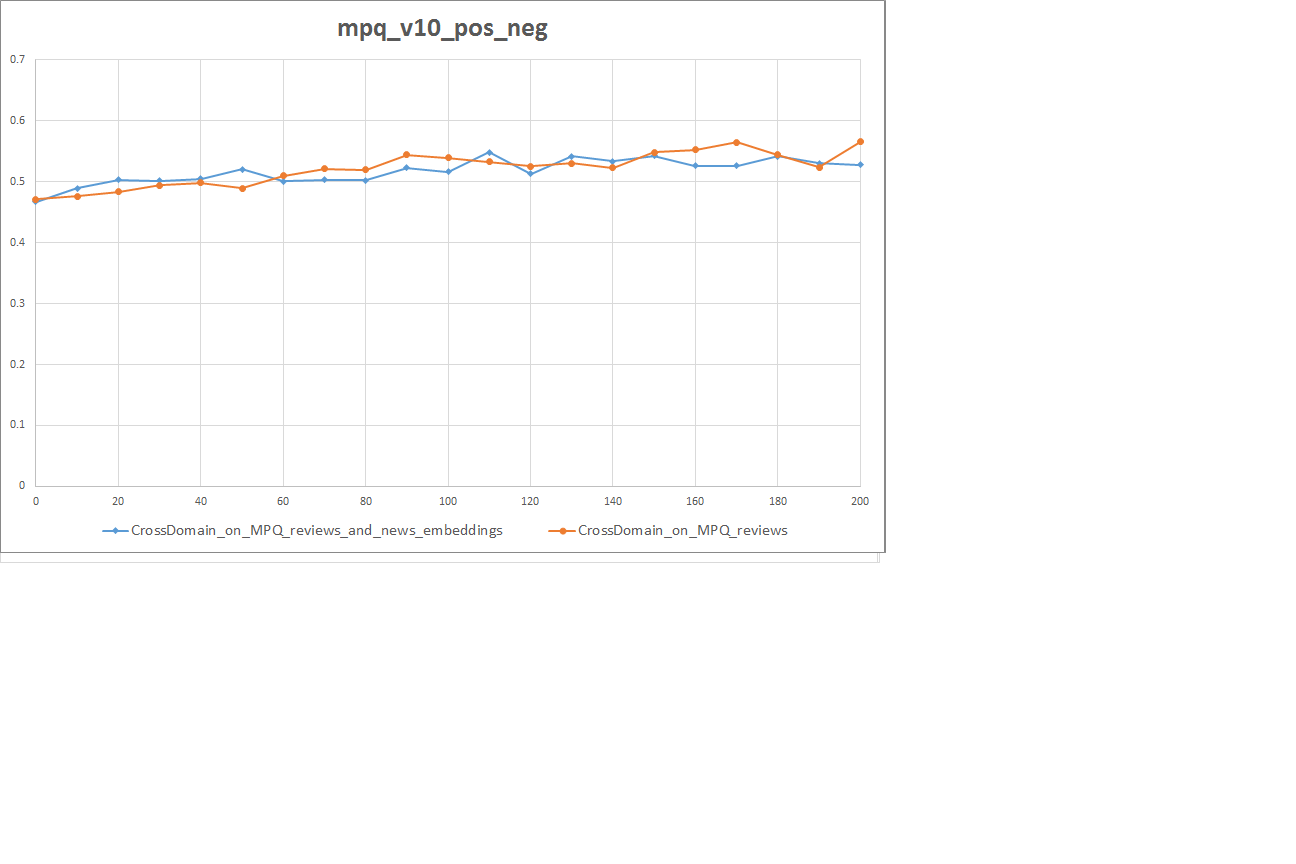 mpq_v10_pos_neg
0.7
0.6
0.5
0.4
0.3
0.2
0.1
0
0 20 40 60 80 100 120 140 160 180 200
CrossDomain_on_MPQ_reviews_and_news_embeddings CrossDomain_on_MPQ_reviews